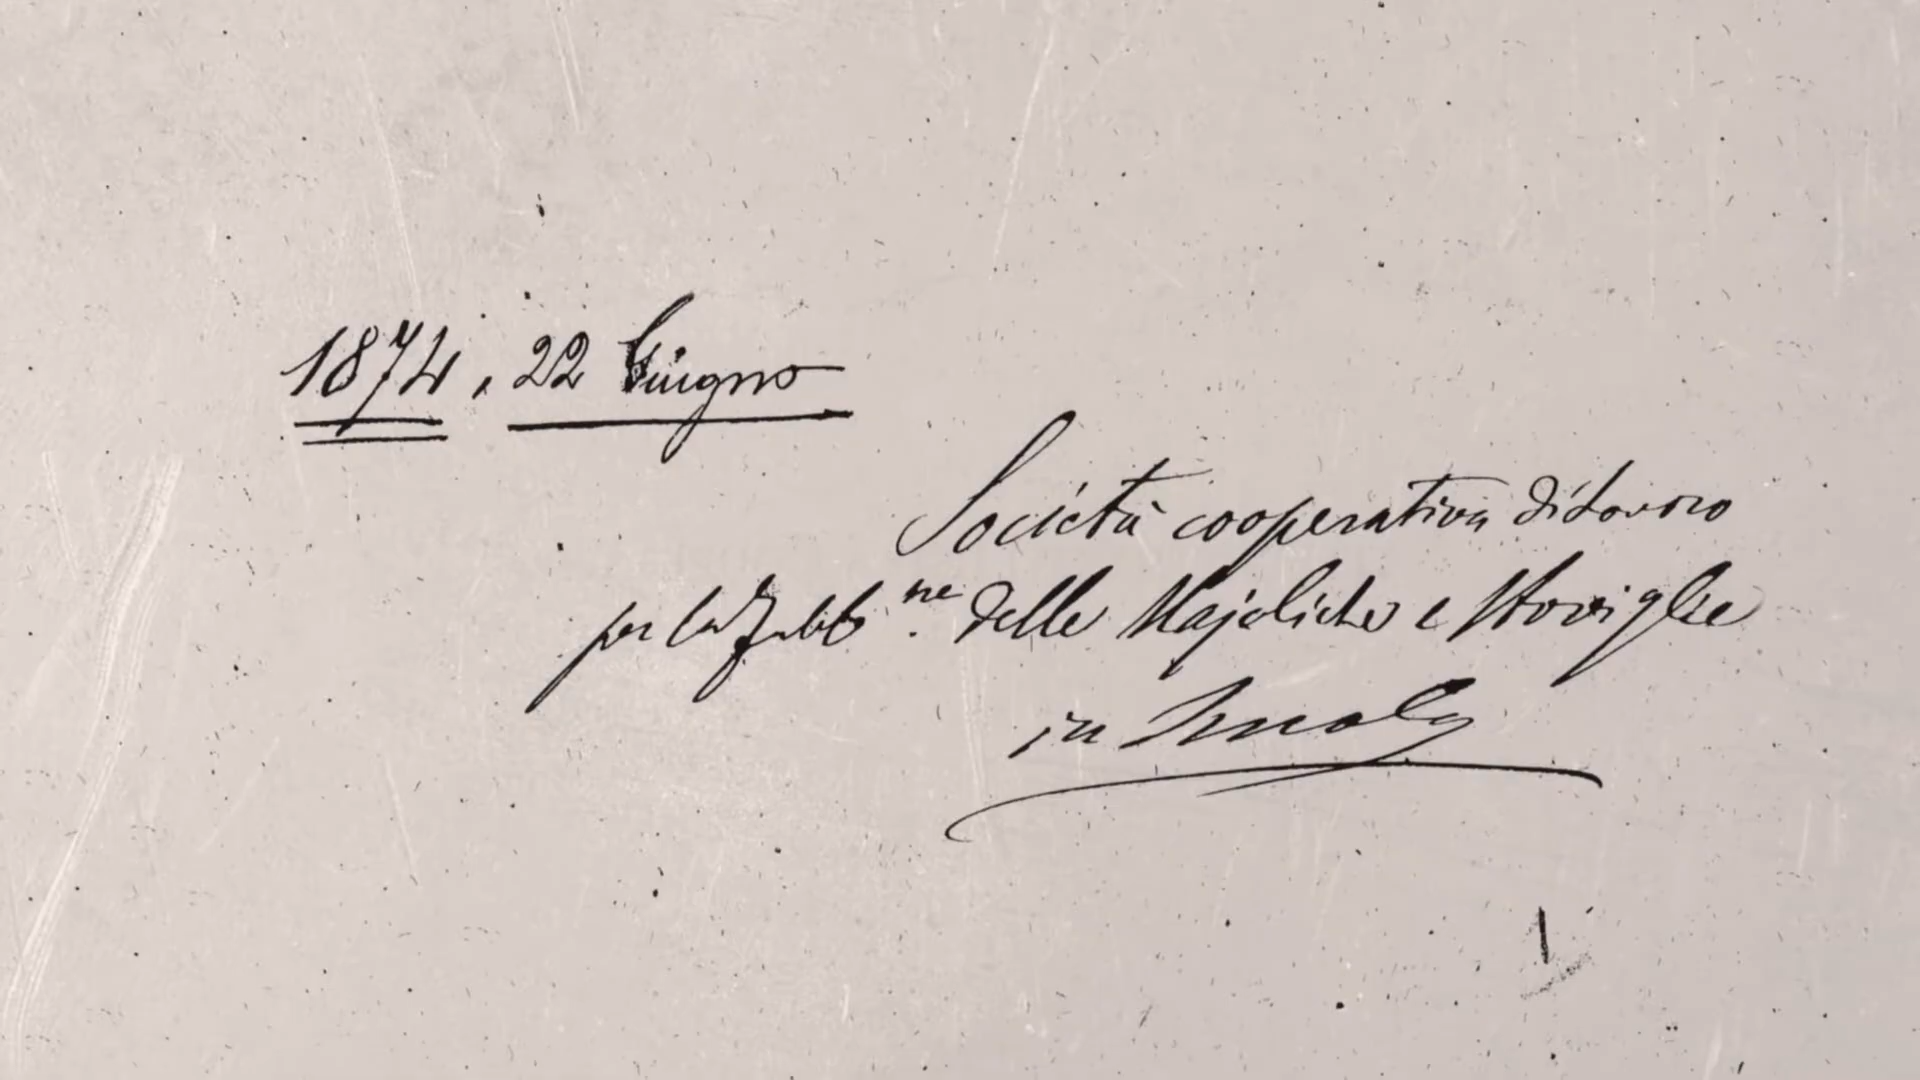 1874, 22 Giugno
Società cooperativa di Lavoro
per la Fabb.ne delle Majoliche e Stoviglie
in Imola